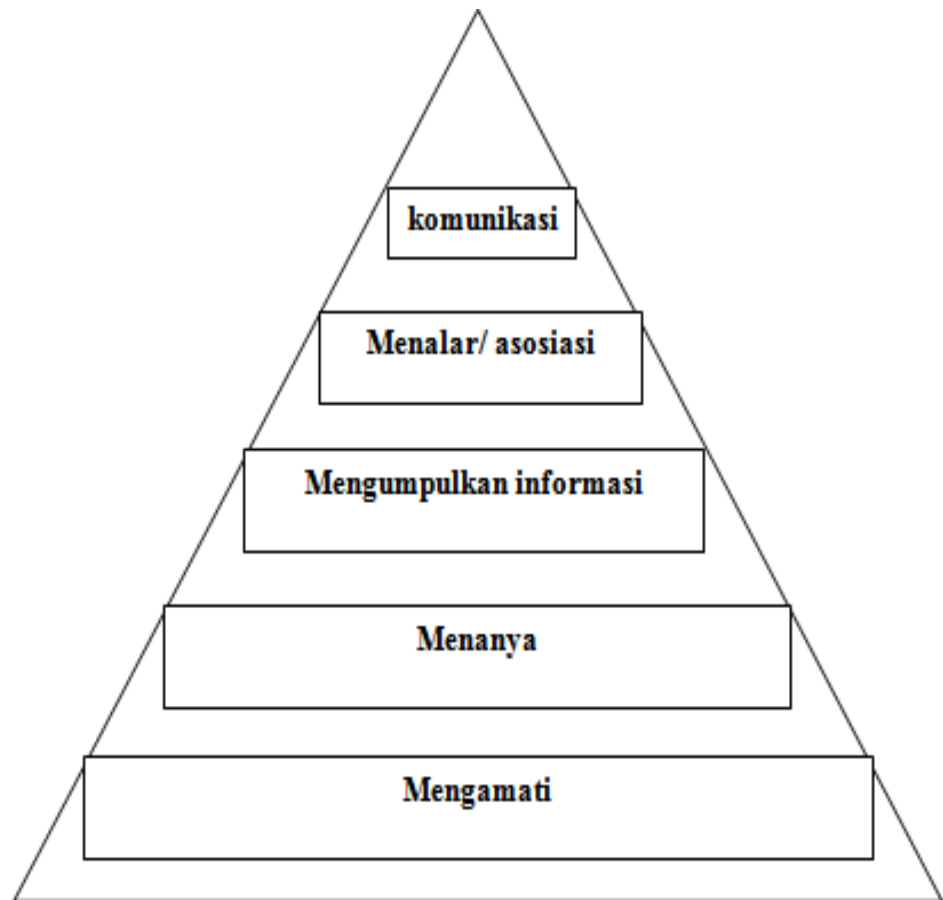 komunikasi
Menalar/ asosiasi
Mengumpulkan informasi
Menanya
Mengamati